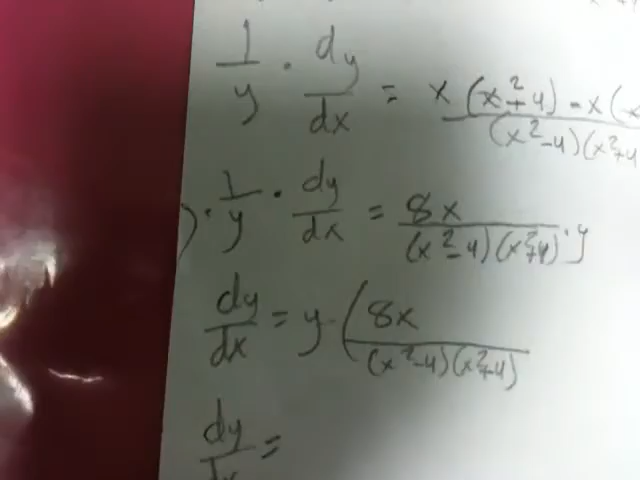 1/y · dy/dx = x(x²+4) - x(x / (x²-4)(x²+4
)· 1/y · dy/dx = 8x / (x²-4)(x²+4) · y
dy/dx = y · (8x / (x²-4)(x²+4)
dy/dx =